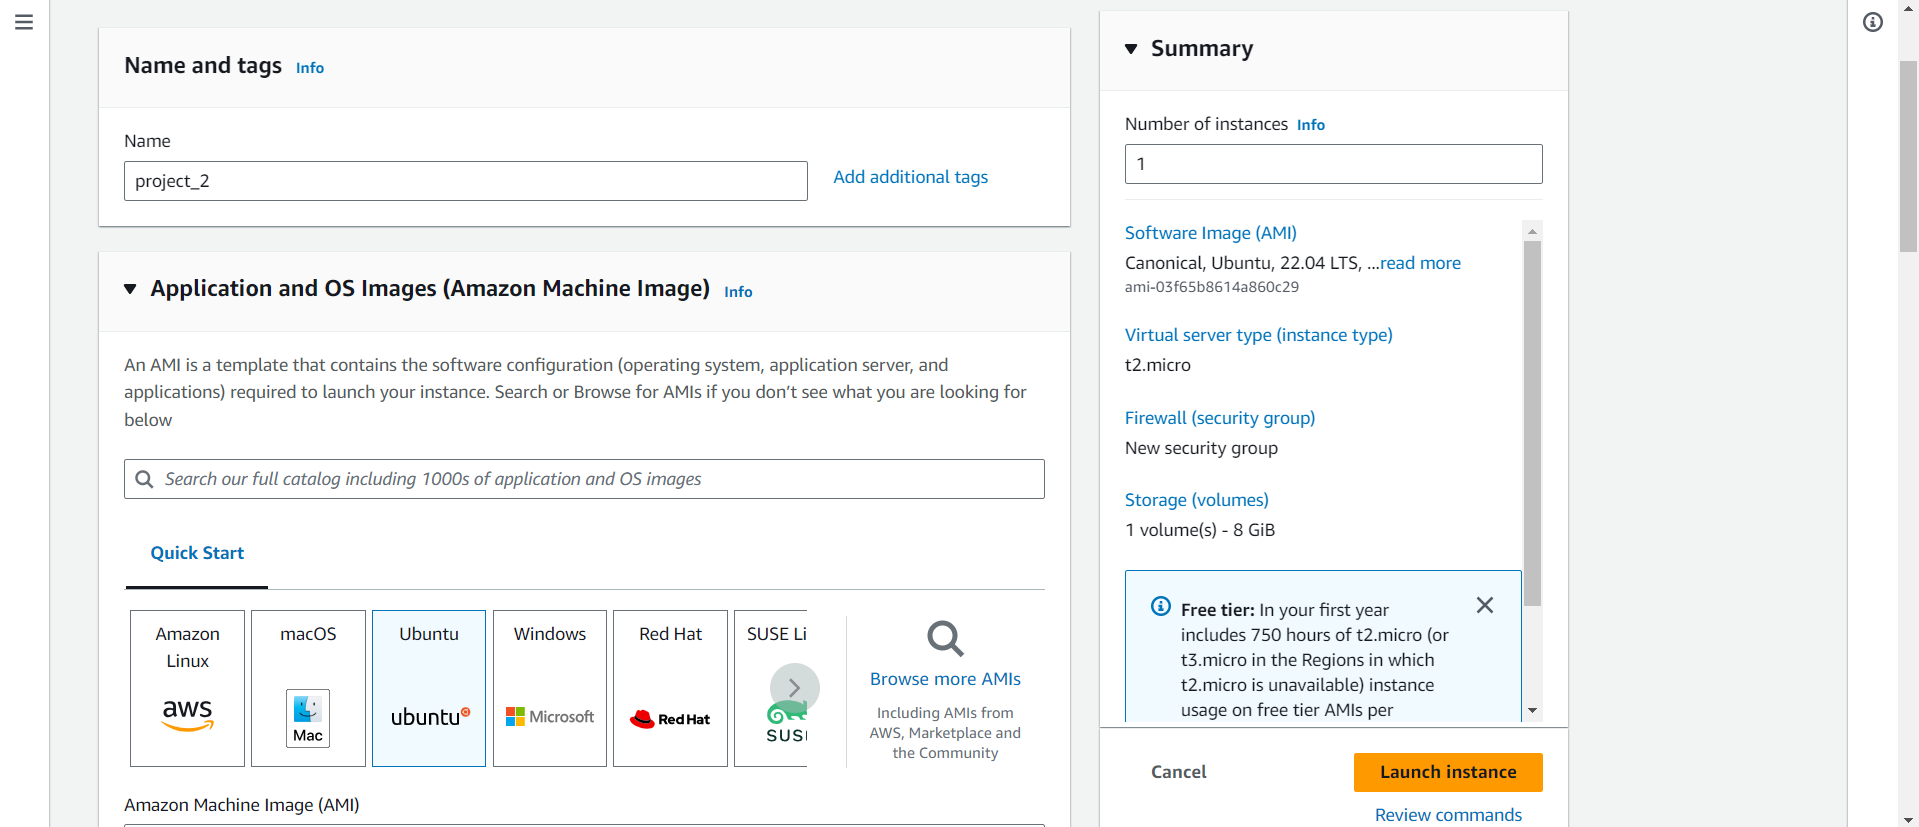 Name and tags Info
Name
project_2
Add additional tags
Application and OS Images (Amazon Machine Image) Info
An AMI is a template that contains the software configuration (operating system, application server, and
applications) required to launch your instance. Search or Browse for AMIs if you don’t see what you are looking for
below
Search our full catalog including 1000s of application and OS images
Quick Start
Amazon
Linux
aws
macOS
Mac
Ubuntu
ubuntu
Windows
Microsoft
Red Hat
Red Hat
SUSE Li
SUS
Browse more AMIs
Including AMIs from
AWS, Marketplace and
the Community
Amazon Machine Image (AMI)
Summary
Number of instances Info
1
Software Image (AMI)
Canonical, Ubuntu, 22.04 LTS, ...read more
ami-03f65b8614a860c29
Virtual server type (instance type)
t2.micro
Firewall (security group)
New security group
Storage (volumes)
1 volume(s) - 8 GiB
Free tier: In your first year
includes 750 hours of t2.micro (or
t3.micro in the Regions in which
t2.micro is unavailable) instance
usage on free tier AMIs per
Cancel
Launch instance
Review commands